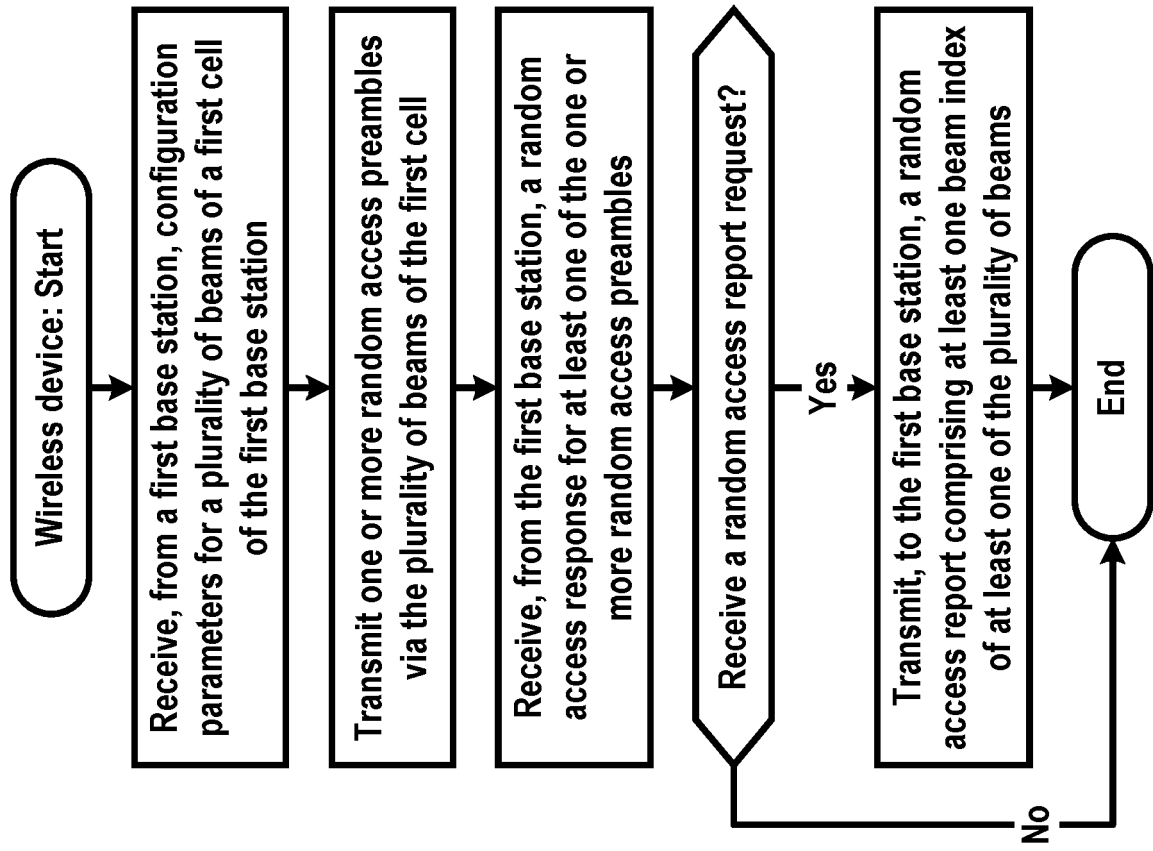 Wireless device: Start
Receive, from a first base station, configuration
parameters for a plurality of beams of a first cell
of the first base station
Transmit one or more random access preambles
via the plurality of beams of the first cell
Receive, from the first base station, a random
access response for at least one of the one or
more random access preambles
Receive a random access report request?
Yes
Transmit, to the first base station, a random
access report comprising at least one beam index
of at least one of the plurality of beams
No
End